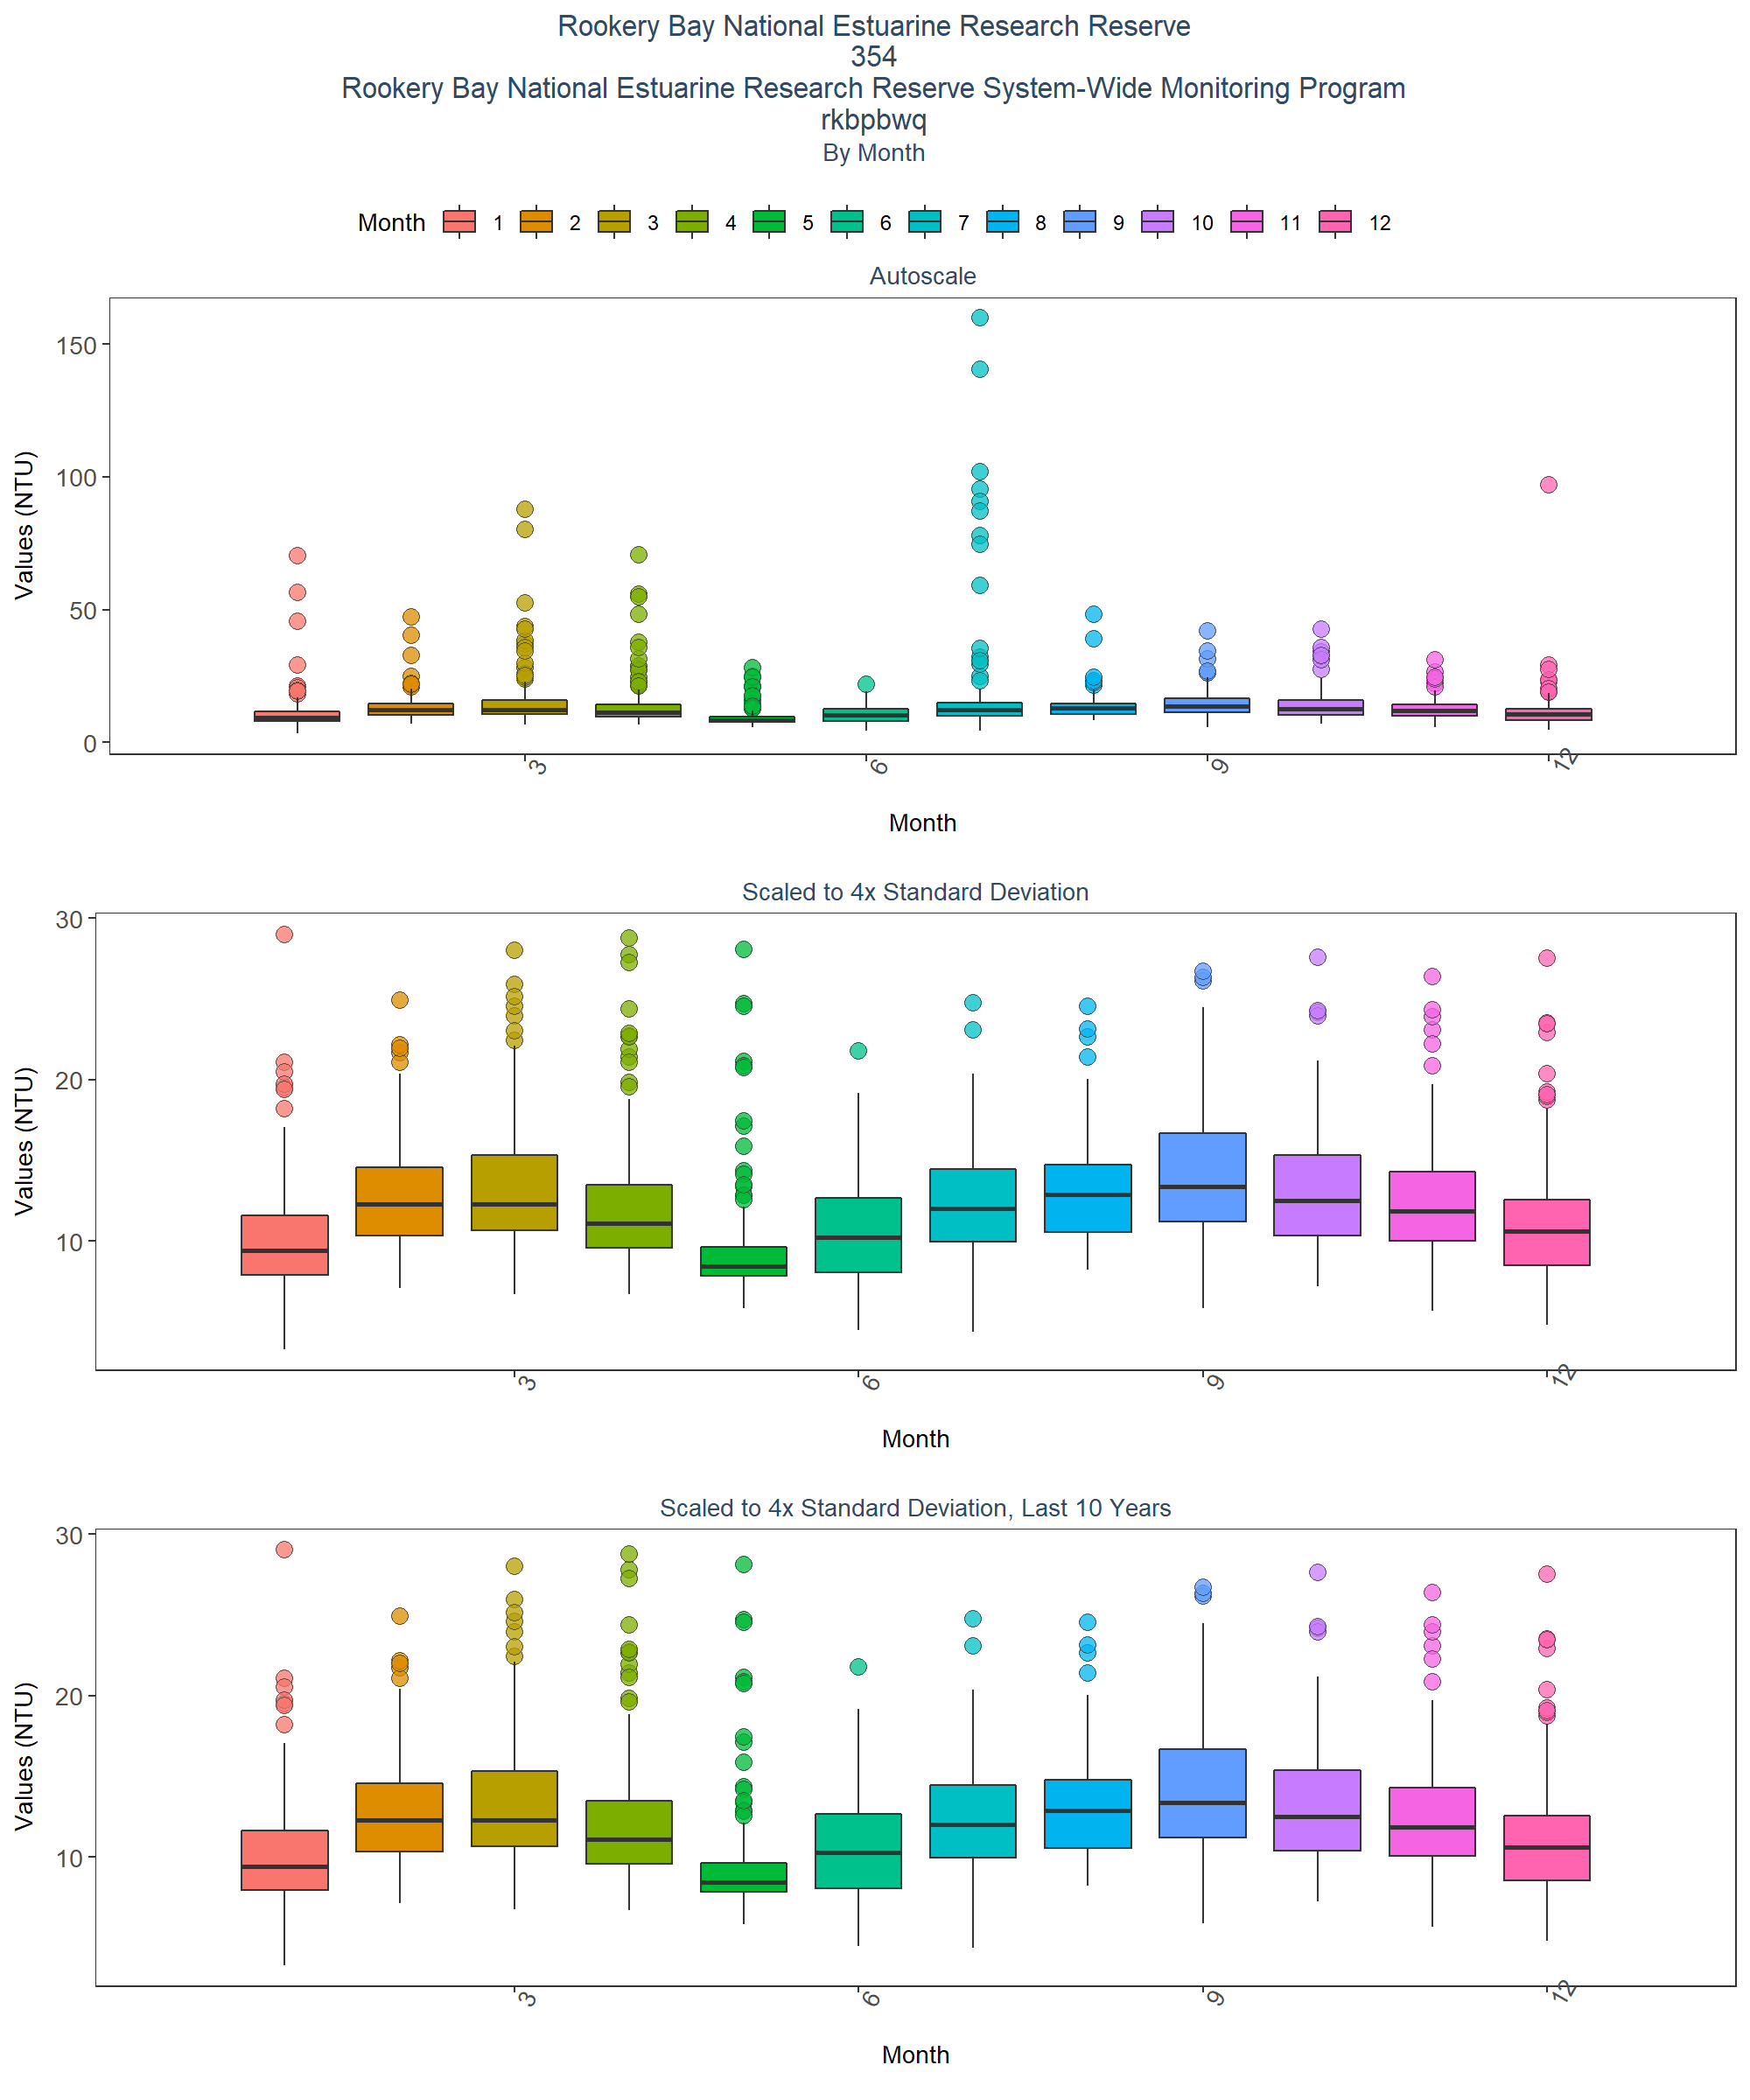 Rookery Bay National Estuarine Research Reserve
354
Rookery Bay National Estuarine Research Reserve System-Wide Monitoring Program
rkbpbwq
By Month
Month 1 2 3 4 5 6 7 8 9 10 11 12
Autoscale
Values (NTU)
150
100
50
0
3 6 9 12
Month
Scaled to 4x Standard Deviation
Values (NTU)
30
20
10
3 6 9 12
Month
Scaled to 4x Standard Deviation, Last 10 Years
Values (NTU)
30
20
10
3 6 9 12
Month